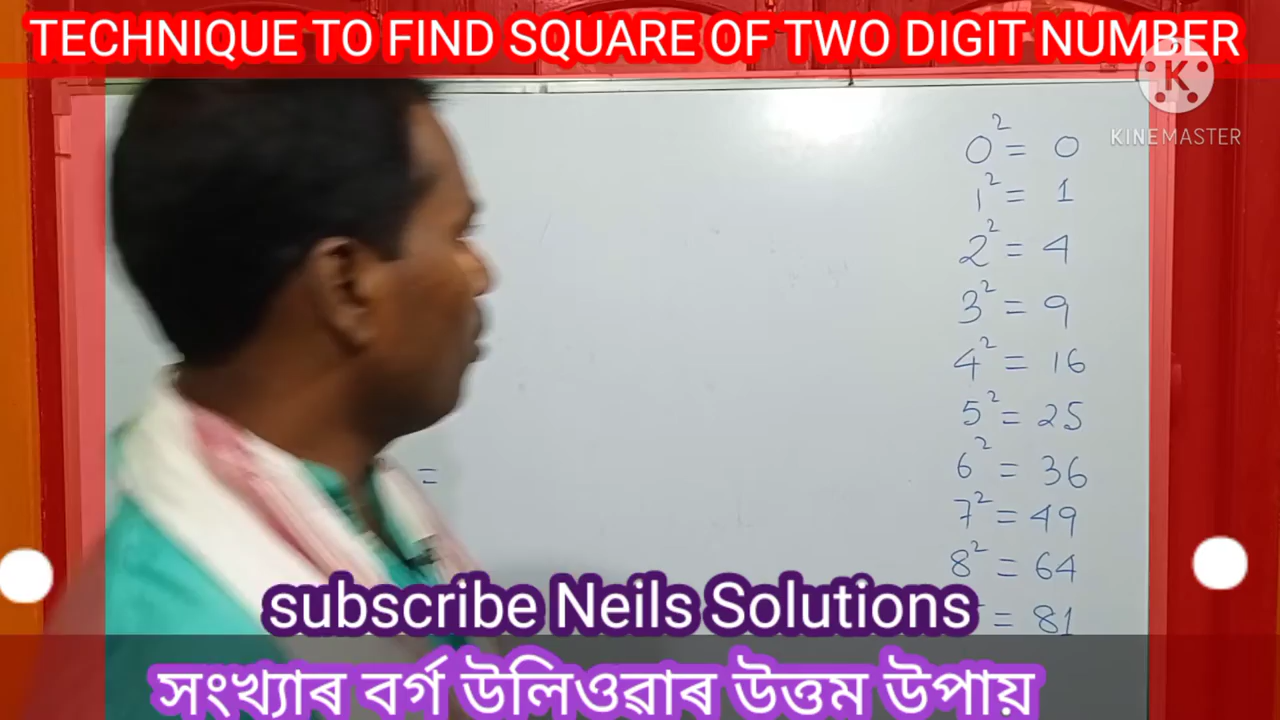 TECHNIQUE TO FIND SQUARE OF TWO DIGIT NUMBER
K
KINEMASTER
0² = 0
1² = 1
2² = 4
3² = 9
4² = 16
5² = 25
6² = 36
7² = 49
8² = 64
= 81
=
subscribe Neils Solutions
সংখ্যাৰ বৰ্গ উলিওৱাৰ উত্তম উপায়